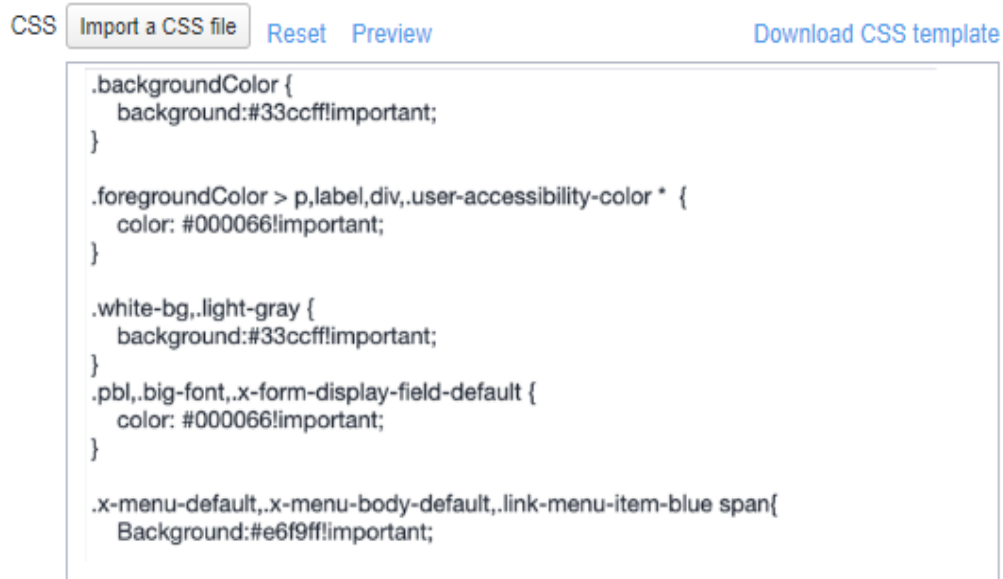 CSS Import a CSS file Reset Preview Download CSS template
.backgroundColor {
background:#33ccff!important;
}
.foregroundColor > p,label,div,.user-accessibility-color * {
color: #000066!important;
}
.white-bg,.light-gray {
background:#33ccff!important;
}
.pbl,.big-font,.x-form-display-field-default {
color: #000066!important;
}
.x-menu-default,.x-menu-body-default,.link-menu-item-blue span{
Background:#e6f9ff!important;